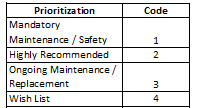 Prioritization Code
Mandatory
Maintenance / Safety 1
Highly Recommended 2
Ongoing Maintenance /
Replacement 3
Wish List 4